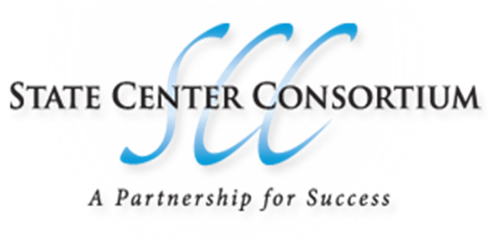 SCC
STATE CENTER CONSORTIUM
A Partnership for Success